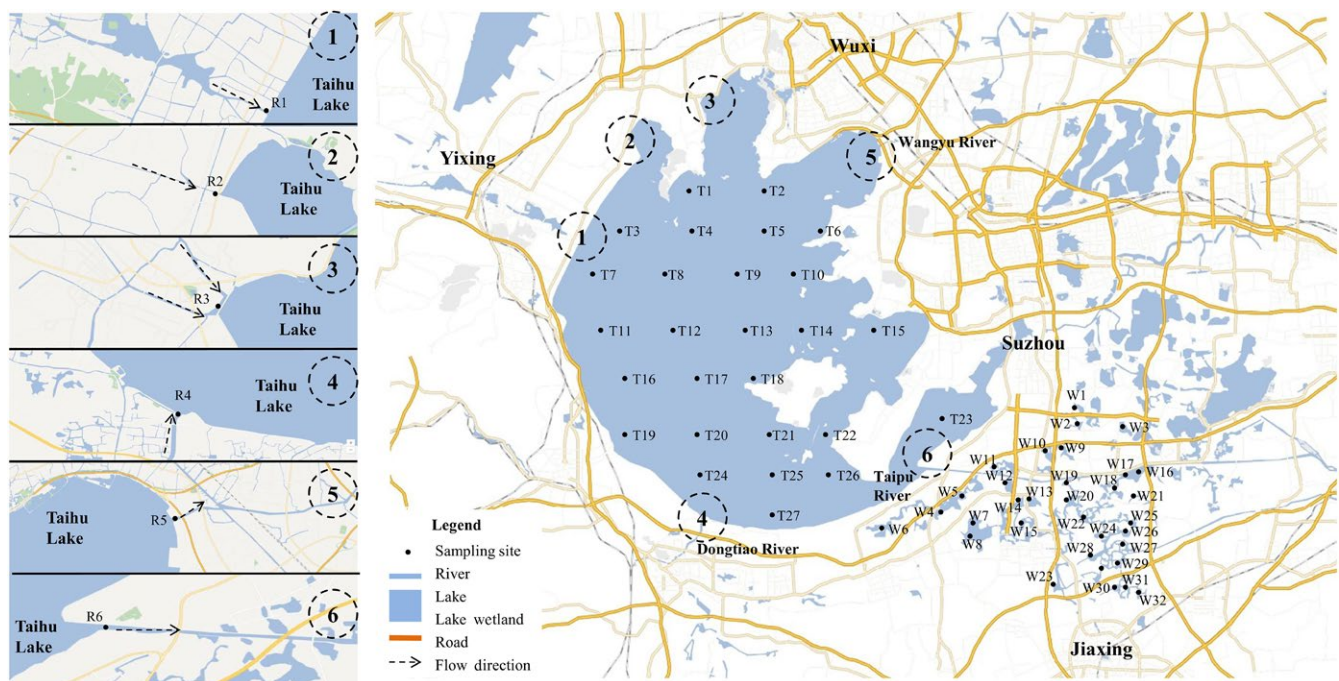 1
Taihu
Lake
R1
2
R2
Taihu
Lake
3
R3
Taihu
Lake
4
Taihu
Lake
R4
5
R5
Taihu
Lake
6
R6
Taihu
Lake
Wuxi
3
2
Yixing
Wangyu River
5
T1
T2
1
T3
T4
T5
T6
T7
T8
T9
T10
T11
T12
T13
T14
T15
Suzhou
T16
T17
T18
T23
T19
T20
T21
T22
6
Taipu
River
T24
T25
T26
4
T27
Dongtiao River
W1
W2
W3
W10
W9
W11
W12
W17
W16
W19
W18
W5
W13
W14
W20
W21
W4
W7
W15
W22
W24
W25
W6
W8
W26
W27
W28
W29
W23
W30
W31
W32
Jiaxing
Legend
Sampling site
River
Lake
Lake wetland
Road
Flow direction